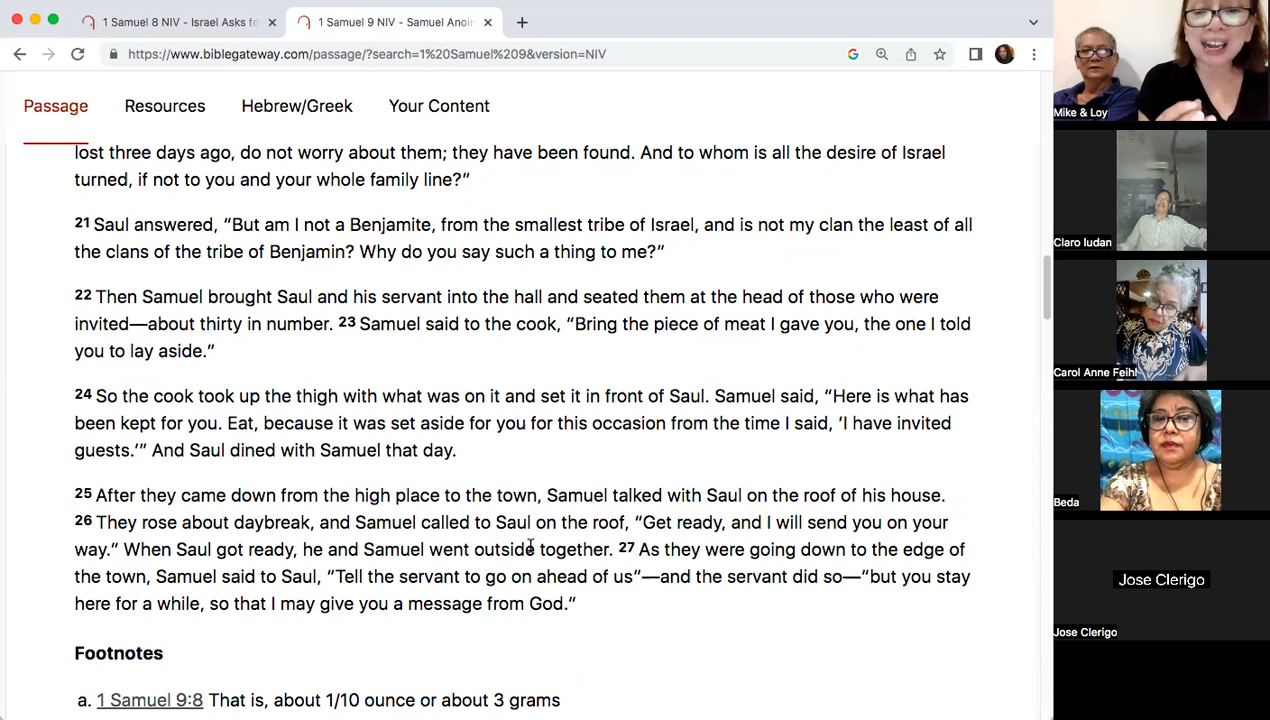 1 Samuel 8 NIV - Israel Asks fo
1 Samuel 9 NIV - Samuel Anoin
https://www.biblegateway.com/passage/?search=1%20Samuel%209&version=NIV
Passage Resources Hebrew/Greek Your Content
lost three days ago, do not worry about them; they have been found. And to whom is all the desire of Israel
turned, if not to you and your whole family line?”
21 Saul answered, “But am I not a Benjamite, from the smallest tribe of Israel, and is not my clan the least of all
the clans of the tribe of Benjamin? Why do you say such a thing to me?”
22 Then Samuel brought Saul and his servant into the hall and seated them at the head of those who were
invited—about thirty in number. 23 Samuel said to the cook, “Bring the piece of meat I gave you, the one I told
you to lay aside.”
24 So the cook took up the thigh with what was on it and set it in front of Saul. Samuel said, “Here is what has
been kept for you. Eat, because it was set aside for you for this occasion from the time I said, ‘I have invited
guests.’” And Saul dined with Samuel that day.
25 After they came down from the high place to the town, Samuel talked with Saul on the roof of his house.
26 They rose about daybreak, and Samuel called to Saul on the roof, “Get ready, and I will send you on your
way.” When Saul got ready, he and Samuel went outside together. 27 As they were going down to the edge of
the town, Samuel said to Saul, “Tell the servant to go on ahead of us”—and the servant did so—“but you stay
here for a while, so that I may give you a message from God.”
Footnotes
a. 1 Samuel 9:8 That is, about 1/10 ounce or about 3 grams
Mike & Loy
Claro Iudan
Carol Anne Feihl
Beda
Jose Clerigo
Jose Clerigo